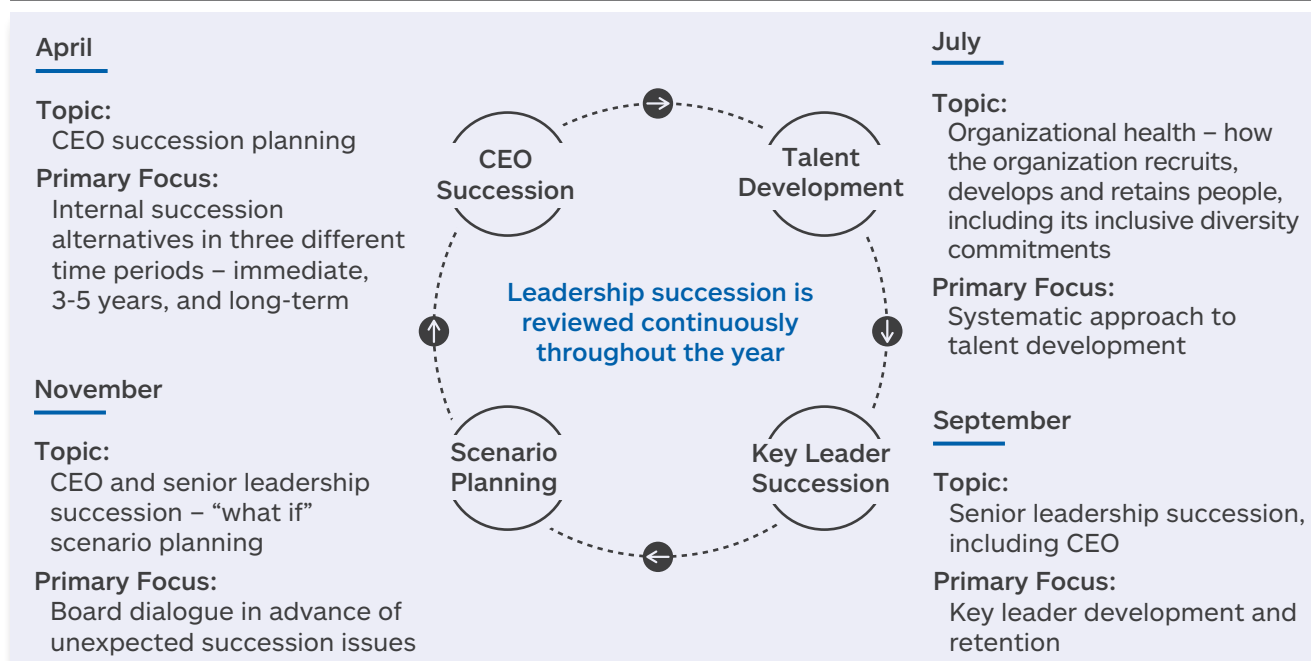 April
Topic:
CEO succession planning
Primary Focus:
Internal succession
alternatives in three different
time periods – immediate,
3-5 years, and long-term
CEO
Succession
Talent
Development
July
Topic:
Organizational health – how
the organization recruits,
develops and retains people,
including its inclusive diversity
commitments
Primary Focus:
Systematic approach to
talent development
Leadership succession is
reviewed continuously
throughout the year
November
Topic:
CEO and senior leadership
succession – “what if”
scenario planning
Primary Focus:
Board dialogue in advance of
unexpected succession issues
Scenario
Planning
Key Leader
Succession
September
Topic:
Senior leadership succession,
including CEO
Primary Focus:
Key leader development and
retention